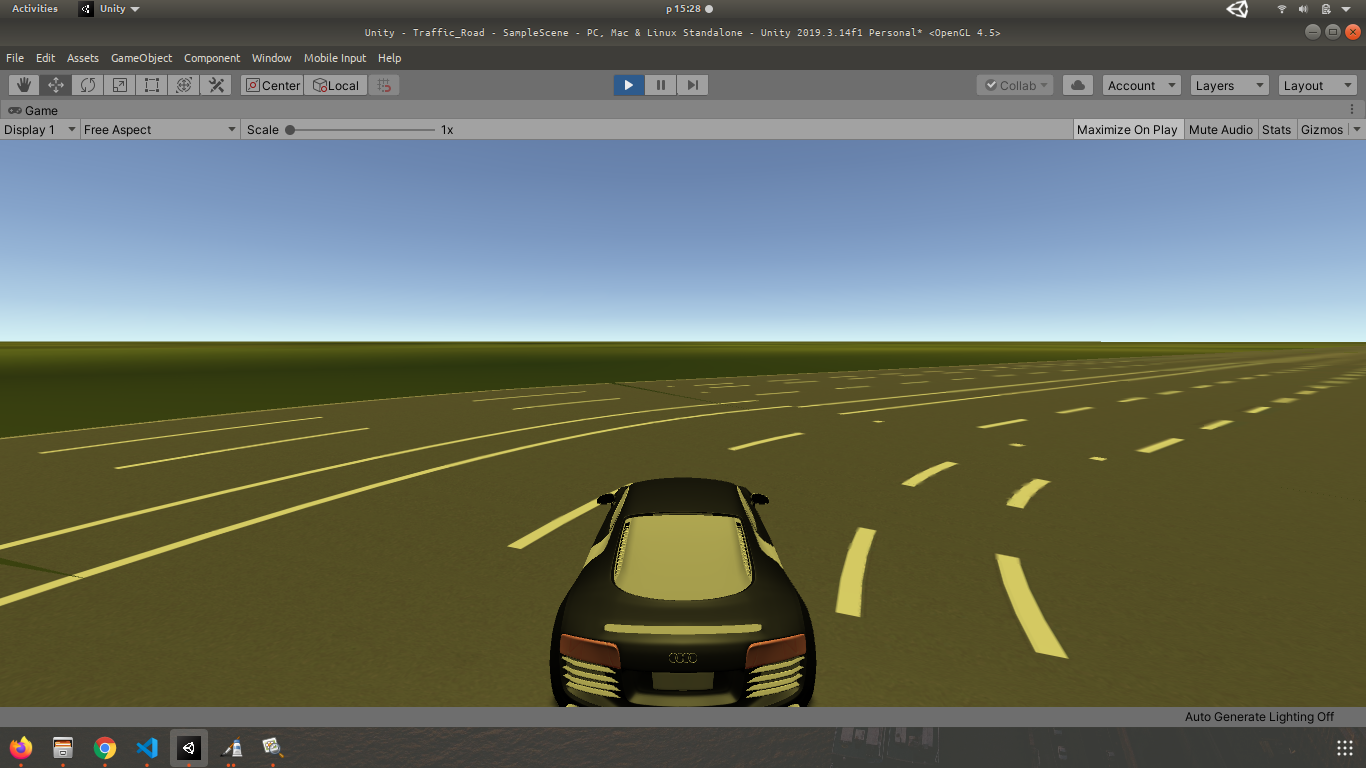 Activities Unity р 15:28
Unity - Traffic_Road - SampleScene - PC, Mac & Linux Standalone - Unity 2019.3.14f1 Personal* <OpenGL 4.5>
File Edit Assets GameObject Component Window Mobile Input Help
Center Local Collab Account Layers Layout
Game
Display 1 Free Aspect Scale 1x Maximize On Play Mute Audio Stats Gizmos
Auto Generate Lighting Off